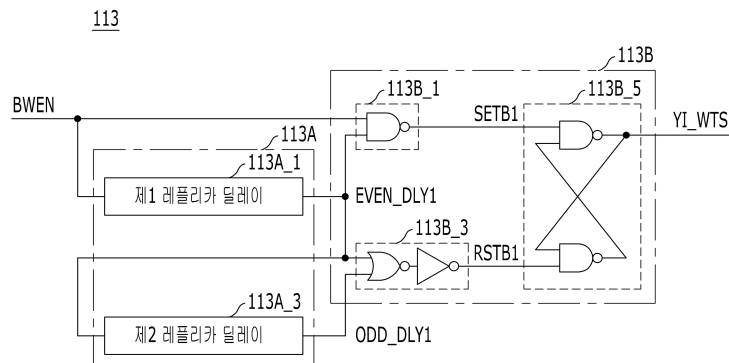 113
113B
113B_1
113B_5
BWEN
SETB1
YI_WTS
113A
113A_1
제1 레플리카 딜레이
EVEN_DLY1
113B_3
RSTB1
113A_3
제2 레플리카 딜레이
ODD_DLY1